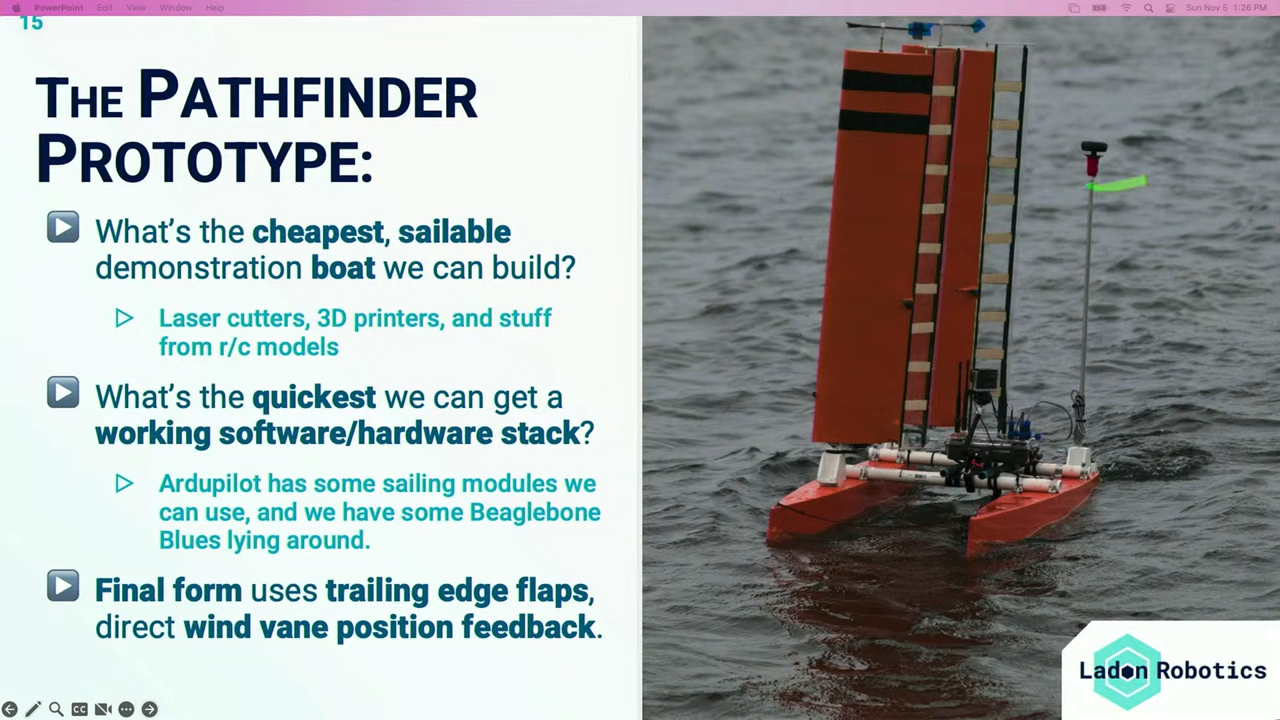 PowerPoint Edit View Window Help
Sun Nov 5 1:26 PM
15
THE PATHFINDER
PROTOTYPE:
What's the cheapest, sailable
demonstration boat we can build?
Laser cutters, 3D printers, and stuff
from r/c models
What's the quickest we can get a
working software/hardware stack?
Ardupilot has some sailing modules we
can use, and we have some Beaglebone
Blues lying around.
Final form uses trailing edge flaps,
direct wind vane position feedback.
CC
Ladon Robotics